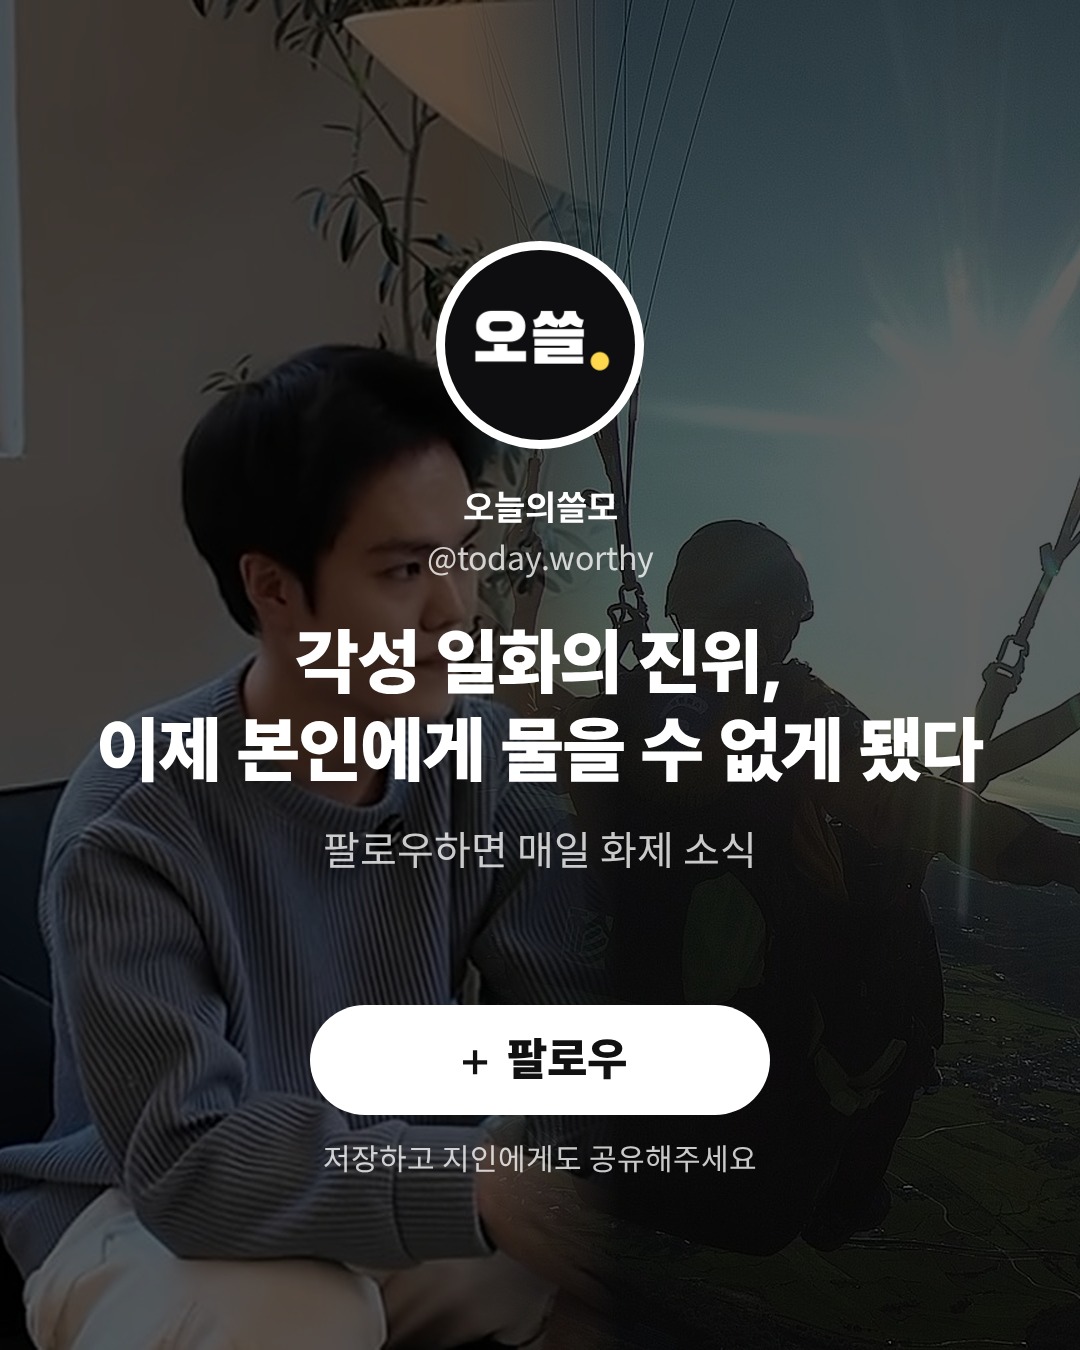 오쓸.
오늘의쓸모
@today.worthy
각성 일화의 진위,
이제 본인에게 물을 수 없게 됐다
팔로우하면 매일 화제 소식
+ 팔로우
저장하고 지인에게도 공유해주세요